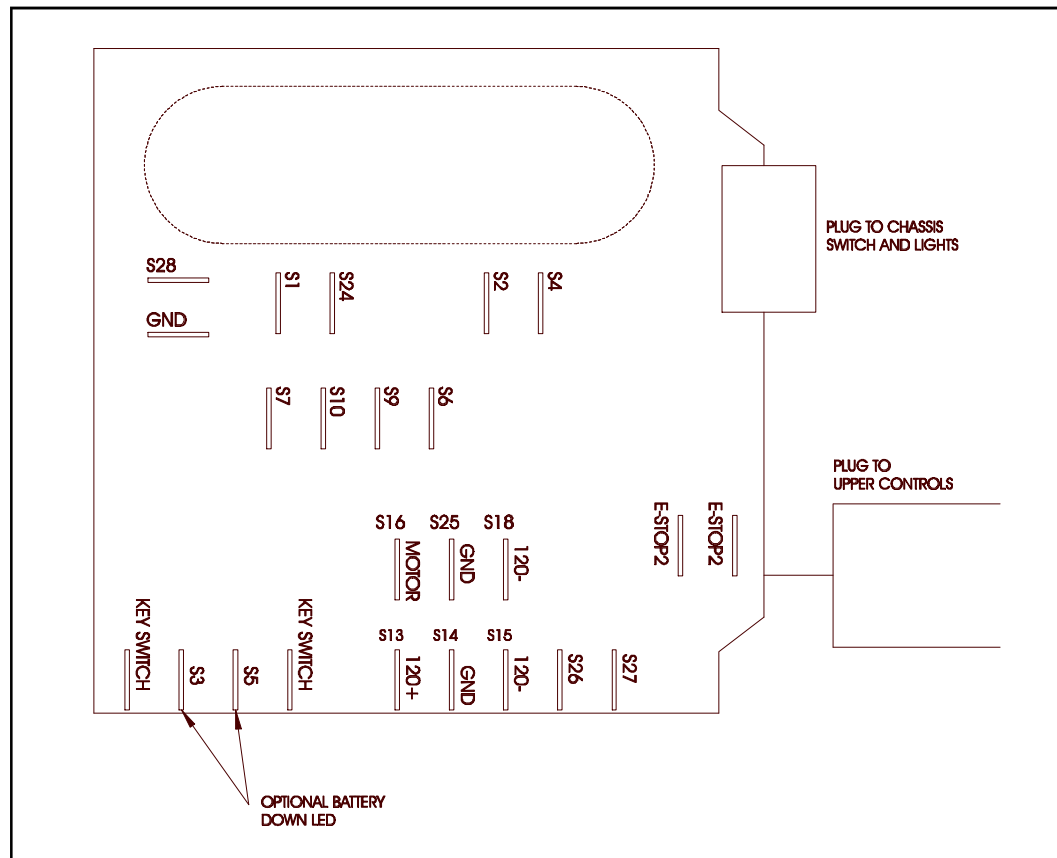 PLUG TO CHASSIS
SWITCH AND LIGHTS
S28
GND
S1
S24
S2
S4
S7
S10
S9
S6
PLUG TO
UPPER CONTROLS
E-STOP2
E-STOP2
S16
MOTOR
S25
GND
S18
120-
KEY SWITCH
S3
S5
KEY SWITCH
S13
120+
S14
GND
S15
120-
S26
S27
OPTIONAL BATTERY
DOWN LED